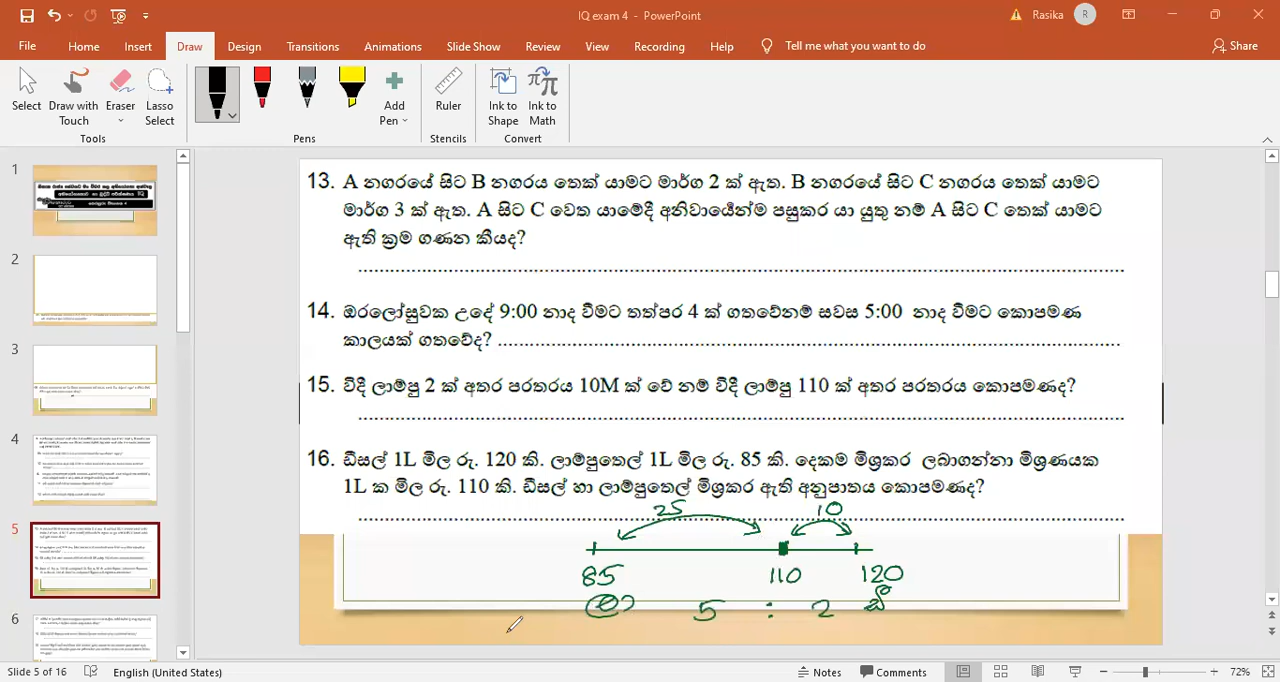 IQ exam 4 - PowerPoint
Rasika R
File Home Insert Draw Design Transitions Animations Slide Show Review View Recording Help Tell me what you want to do Share
Select Draw with Touch Eraser Lasso Select Add Pen Ruler Ink to Shape Ink to Math
Tools Pens Stencils Convert
1
2
3
4
5
6
13. A නගරයේ සිට B නගරය තෙක් යාමට මාර්ග 2 ක් ඇත. B නගරයේ සිට C නගරය තෙක් යාමට
මාර්ග 3 ක් ඇත. A සිට C වෙත යාමේදී අනිවාර්යෙන්ම පසුකර යා යුතු නම් A සිට C තෙක් යාමට
ඇති ක්‍රම ගණන කීයද?
14. ඔරලෝසුවක උදේ 9:00 නාද වීමට තත්පර 4 ක් ගතවේනම් සවස 5:00 නාද වීමට කොපමණ
කාලයක් ගතවේද?
15. වීදි ලාම්පු 2 ක් අතර පරතරය 10M ක් වේ නම් වීදි ලාම්පු 110 ක් අතර පරතරය කොපමණද?
16. ඩීසල් 1L මිල රු. 120 කි. ලාම්පුතෙල් 1L මිල රු. 85 කි. දෙකම මිශ්‍රකර ලබාගන්නා මිශ්‍රණයක
1L ක මිල රු. 110 කි. ඩීසල් හා ලාම්පුතෙල් මිශ්‍රකර ඇති අනුපාතය කොපමණද?
25 10
85 110 120
ලා 5 : 2 ඩී
Slide 5 of 16 English (United States) Notes Comments 72%